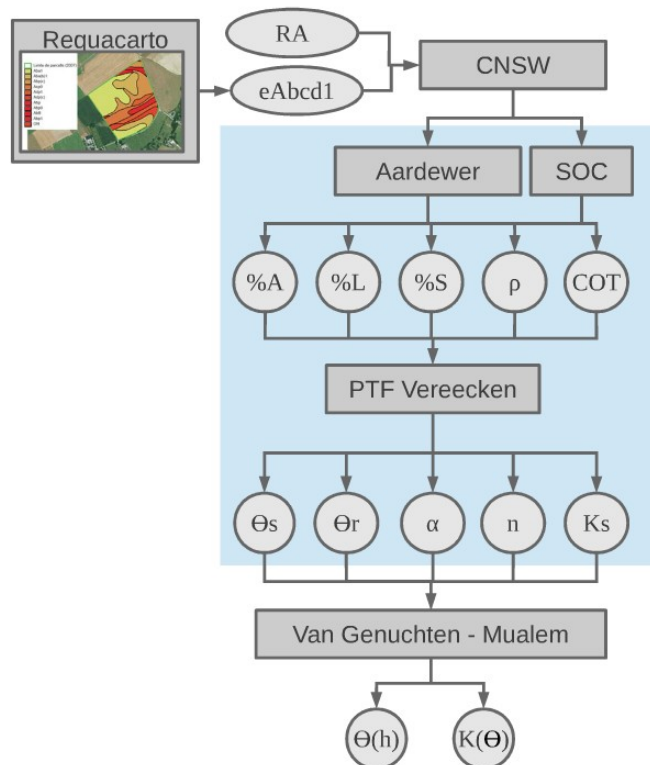 Requacarto
RA
eAbcd1
CNSW
Aardewer
SOC
%A
%L
%S
ρ
COT
PTF Vereecken
ϴs
ϴr
α
n
Ks
Van Genuchten - Mualem
ϴ(h)
K(ϴ)